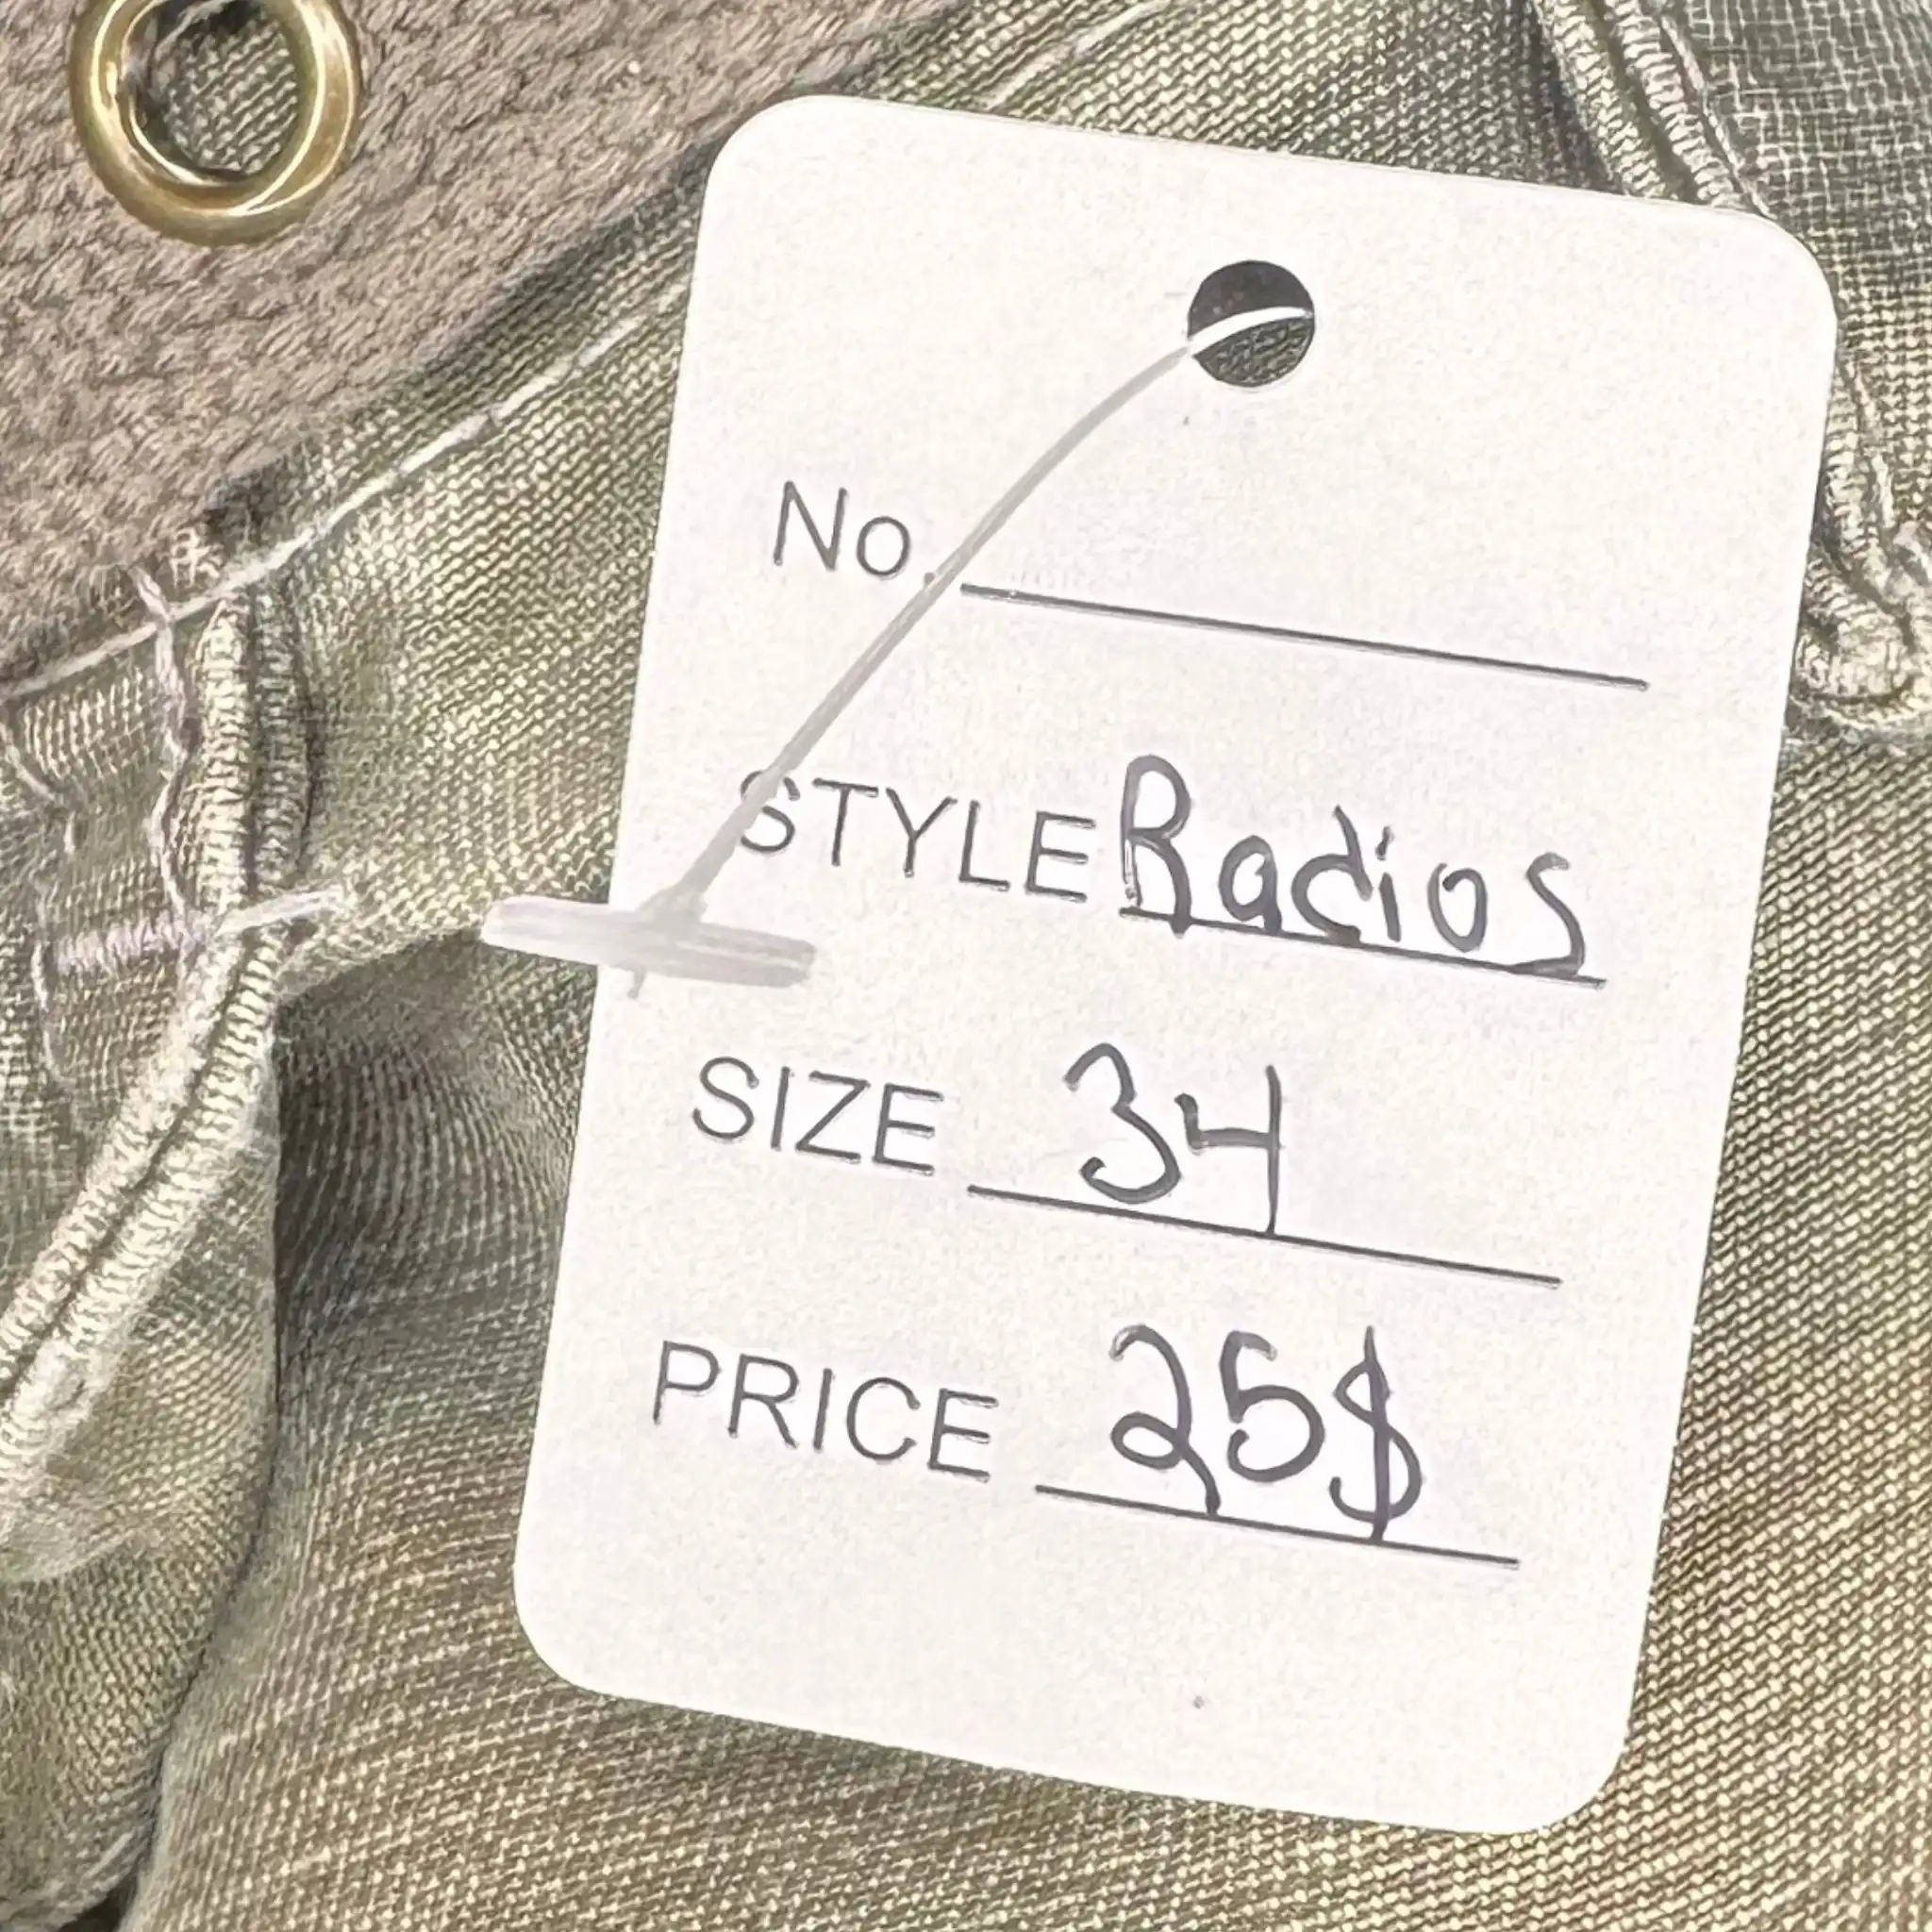 No.
STYLE Radios
SIZE 34
PRICE 25$